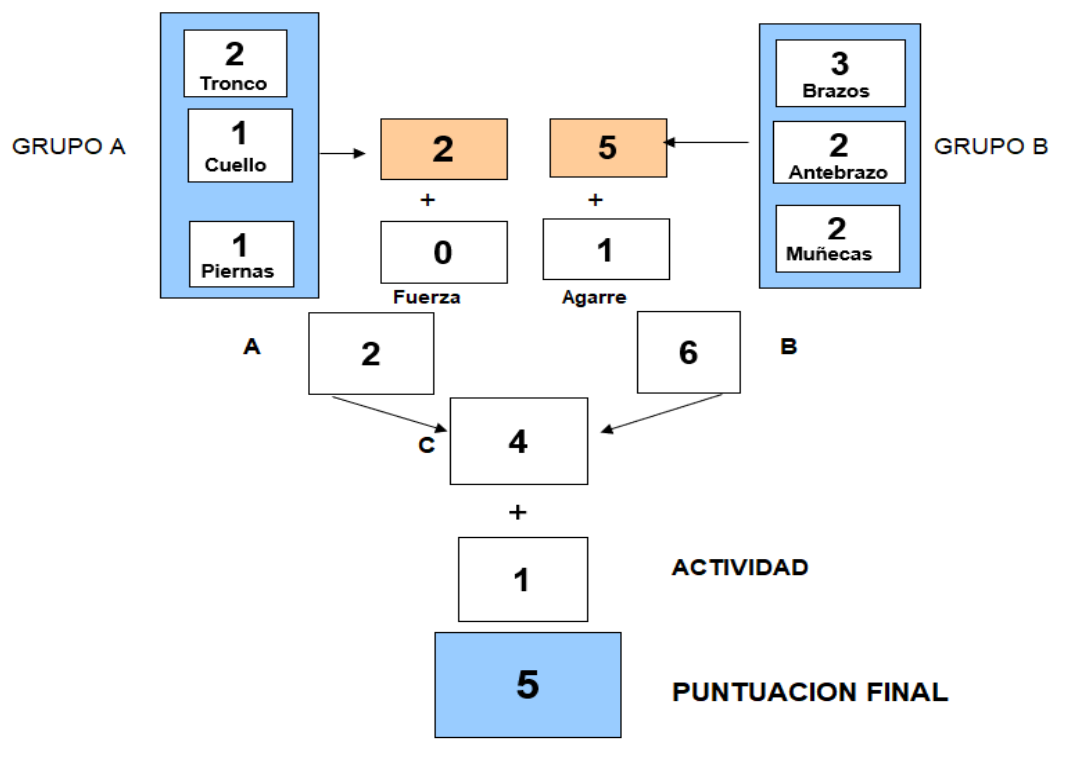 2
Tronco
1
Cuello
1
Piernas
GRUPO A
2
+
0
Fuerza
5
+
1
Agarre
3
Brazos
2
Antebrazo
2
Muñecas
GRUPO B
A
2
6
B
C
4
+
1
ACTIVIDAD
5
PUNTUACION FINAL